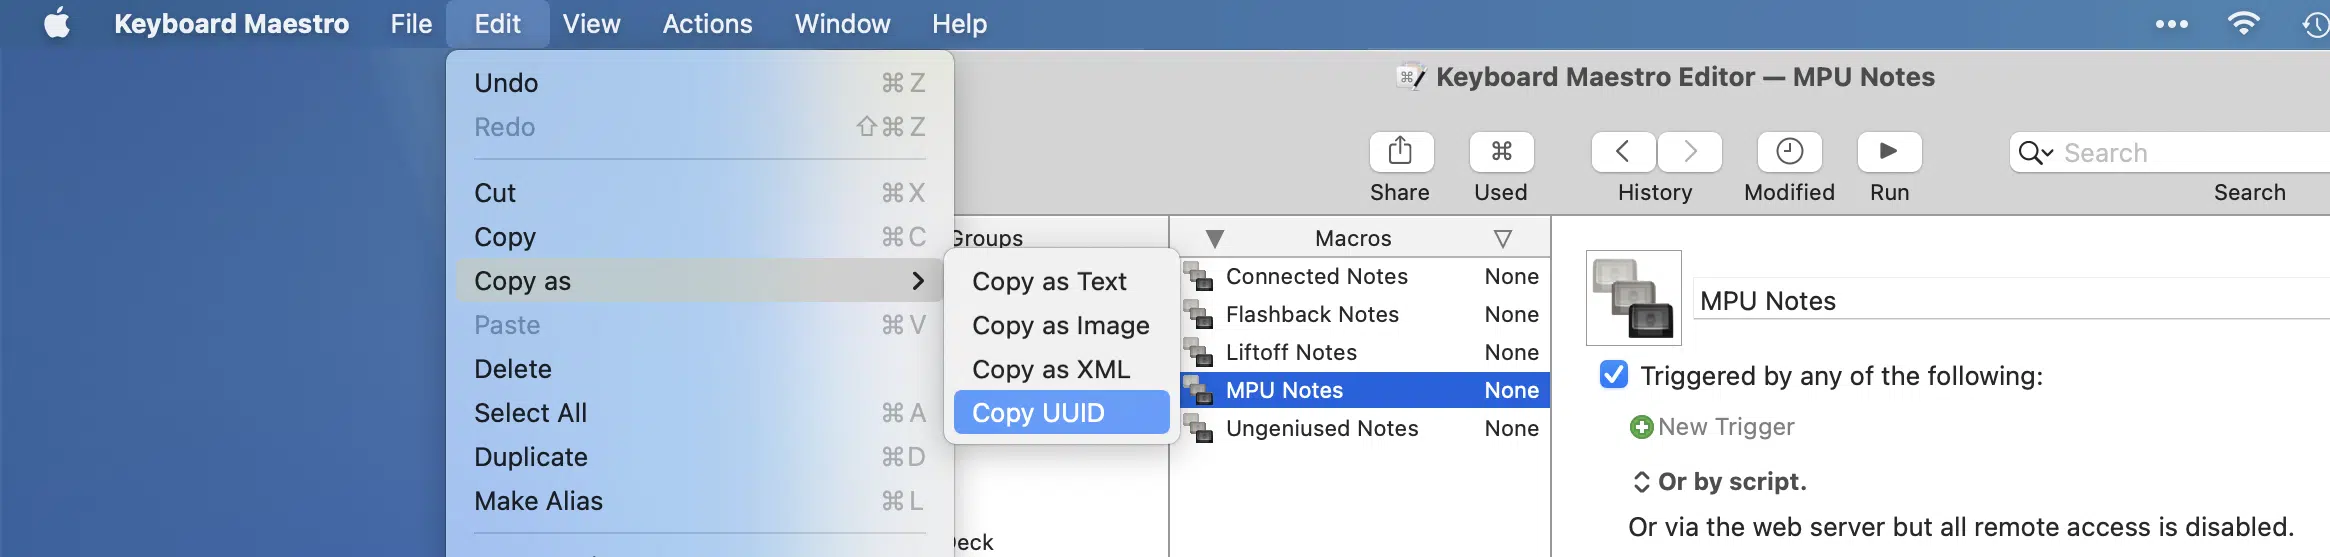 Keyboard Maestro File Edit View Actions Window Help
Keyboard Maestro Editor — MPU Notes
Undo ⌘ Z
Redo ⇧ ⌘ Z
Cut ⌘ X
Copy ⌘ C
Copy as
Paste ⌘ V
Delete
Select All ⌘ A
Duplicate ⌘ D
Make Alias ⌘ L
Copy as Text
Copy as Image
Copy as XML
Copy UUID
Share Used History Modified Run Search
Search
Groups
Macros
Connected Notes None
Flashback Notes None
Liftoff Notes None
MPU Notes None
Ungeniused Notes None
MPU Notes
Triggered by any of the following:
New Trigger
Or by script.
Or via the web server but all remote access is disabled.